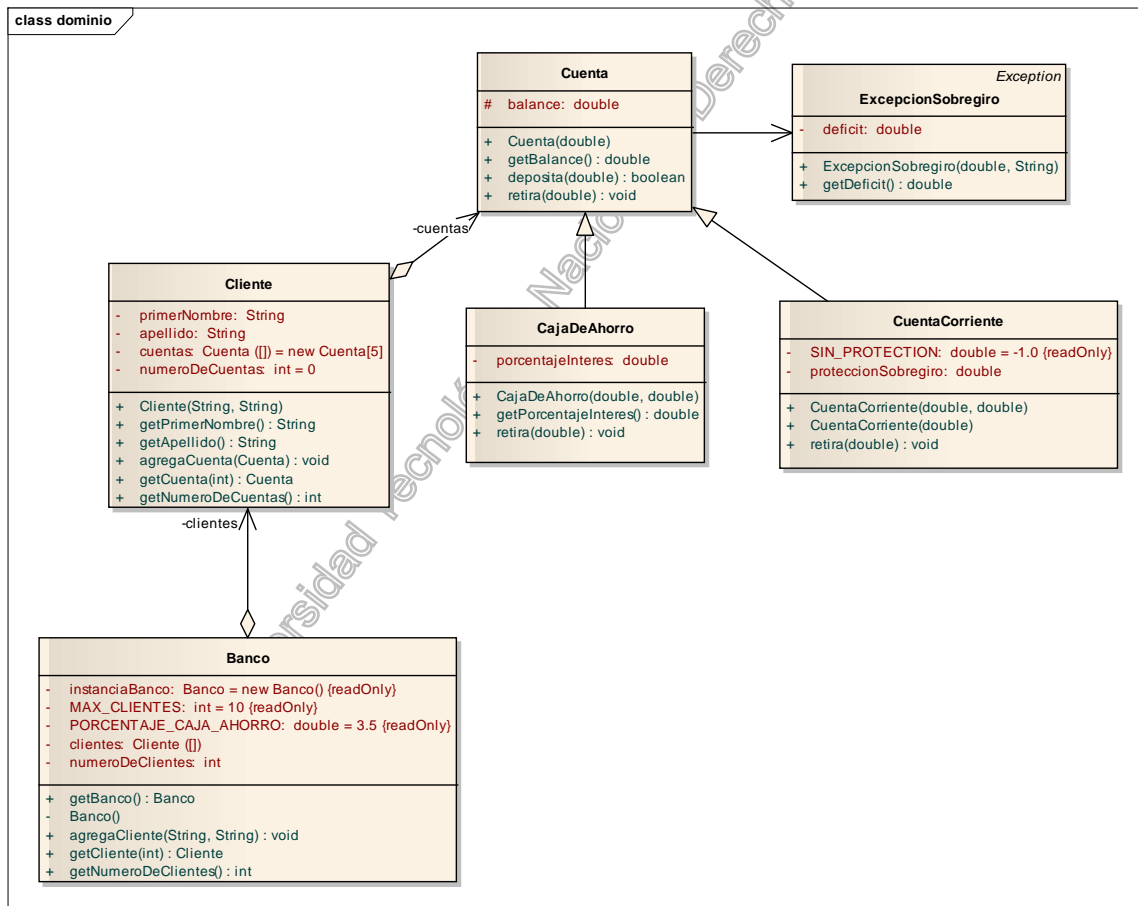 class dominio
Cuenta
# balance: double
+ Cuenta(double)
+ getBalance() : double
+ deposita(double) : boolean
+ retira(double) : void
Exception
ExcepcionSobregiro
- deficit: double
+ ExcepcionSobregiro(double, String)
+ getDeficit() : double
-cuentas
Cliente
- primerNombre: String
- apellido: String
- cuentas: Cuenta ([]) = new Cuenta[5]
- numeroDeCuentas: int = 0
+ Cliente(String, String)
+ getPrimerNombre() : String
+ getApellido() : String
+ agregaCuenta(Cuenta) : void
+ getCuenta(int) : Cuenta
+ getNumeroDeCuentas() : int
CajaDeAhorro
- porcentajeInteres: double
+ CajaDeAhorro(double, double)
+ getPorcentajeInteres() : double
+ retira(double) : void
CuentaCorriente
- SIN_PROTECTION: double = -1.0 {readOnly}
- proteccionSobregiro: double
+ CuentaCorriente(double, double)
+ CuentaCorriente(double)
+ retira(double) : void
-clientes
Banco
- instanciaBanco: Banco = new Banco() {readOnly}
- MAX_CLIENTES: int = 10 {readOnly}
- PORCENTAJE_CAJA_AHORRO: double = 3.5 {readOnly}
- clientes: Cliente ([])
- numeroDeClientes: int
+ getBanco() : Banco
- Banco()
+ agregaCliente(String, String) : void
+ getCliente(int) : Cliente
+ getNumeroDeClientes() : int